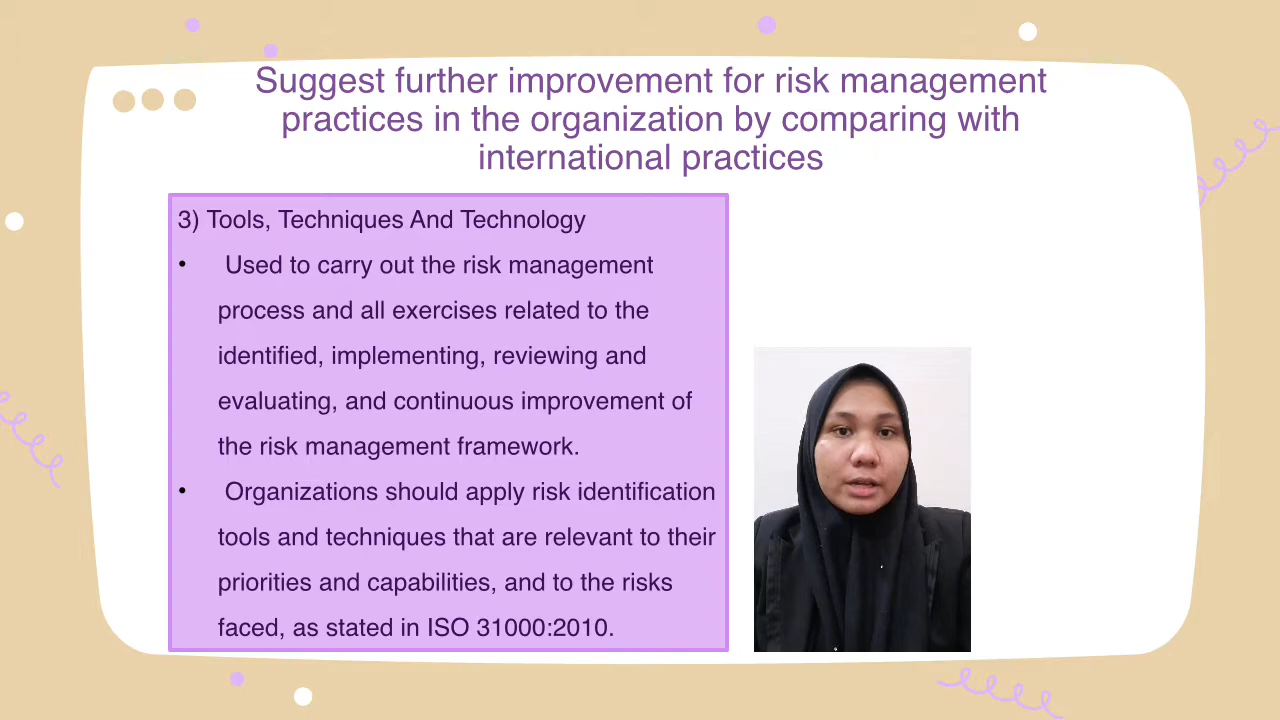 Suggest further improvement for risk management
practices in the organization by comparing with
international practices
3) Tools, Techniques And Technology
• Used to carry out the risk management
process and all exercises related to the
identified, implementing, reviewing and
evaluating, and continuous improvement of
the risk management framework.
• Organizations should apply risk identification
tools and techniques that are relevant to their
priorities and capabilities, and to the risks
faced, as stated in ISO 31000:2010.